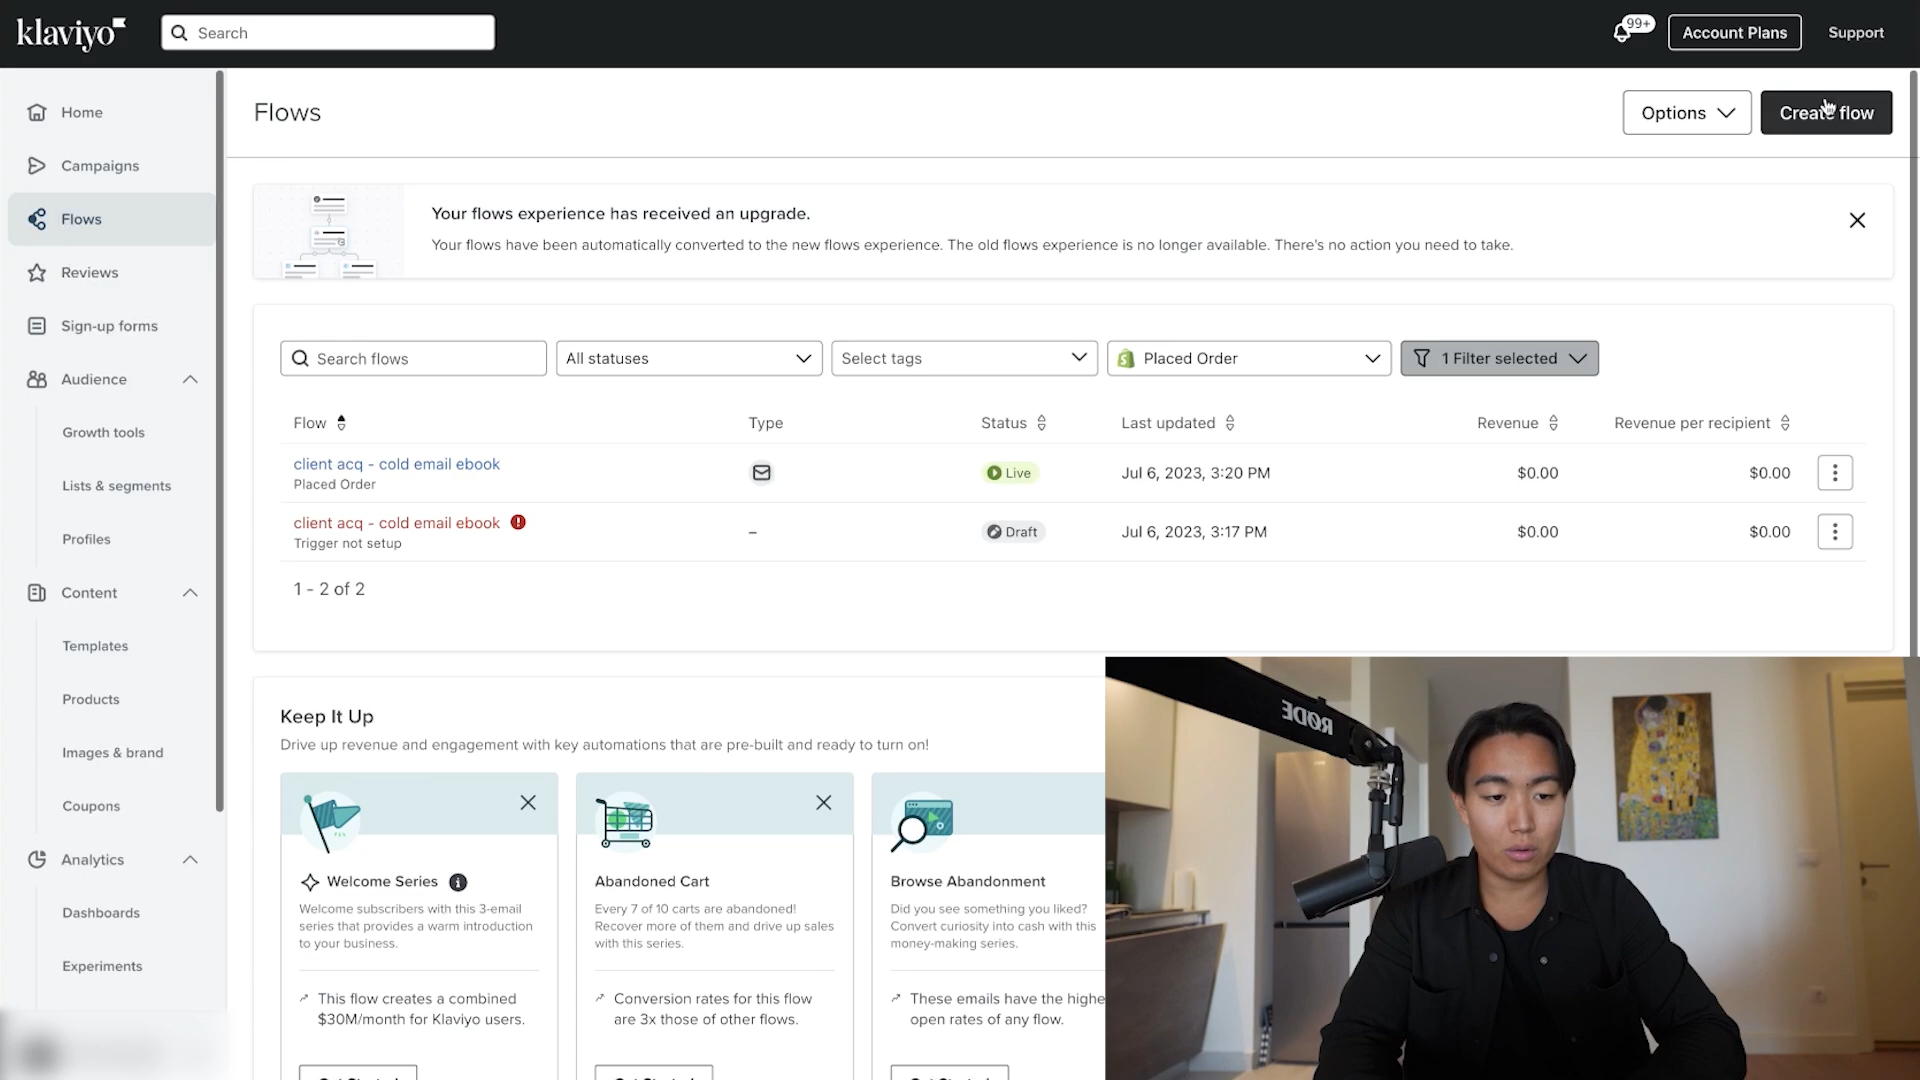 klaviyo
Search
99+
Account Plans
Support
Home
Campaigns
Flows
Reviews
Sign-up forms
Audience
Growth tools
Lists & segments
Profiles
Content
Templates
Products
Images & brand
Coupons
Analytics
Dashboards
Experiments
Flows
Options
Create flow
Your flows experience has received an upgrade.
Your flows have been automatically converted to the new flows experience. The old flows experience is no longer available. There's no action you need to take.
Search flows
All statuses
Select tags
Placed Order
1 Filter selected
Flow Type Status Last updated Revenue Revenue per recipient
client acq - cold email ebook
Placed Order
Live Jul 6, 2023, 3:20 PM $0.00 $0.00
client acq - cold email ebook
Trigger not setup
– Draft Jul 6, 2023, 3:17 PM $0.00 $0.00
1 - 2 of 2
Keep It Up
Drive up revenue and engagement with key automations that are pre-built and ready to turn on!
Welcome Series
Welcome subscribers with this 3-email
series that provides a warm introduction
to your business.
This flow creates a combined
$30M/month for Klaviyo users.
Abandoned Cart
Every 7 of 10 carts are abandoned!
Recover more of them and drive up sales
with this series.
Conversion rates for this flow
are 3x those of other flows.
Browse Abandonment
Did you see something you liked?
Convert curiosity into cash with this
money-making series.
These emails have the highe
open rates of any flow.
RØDE